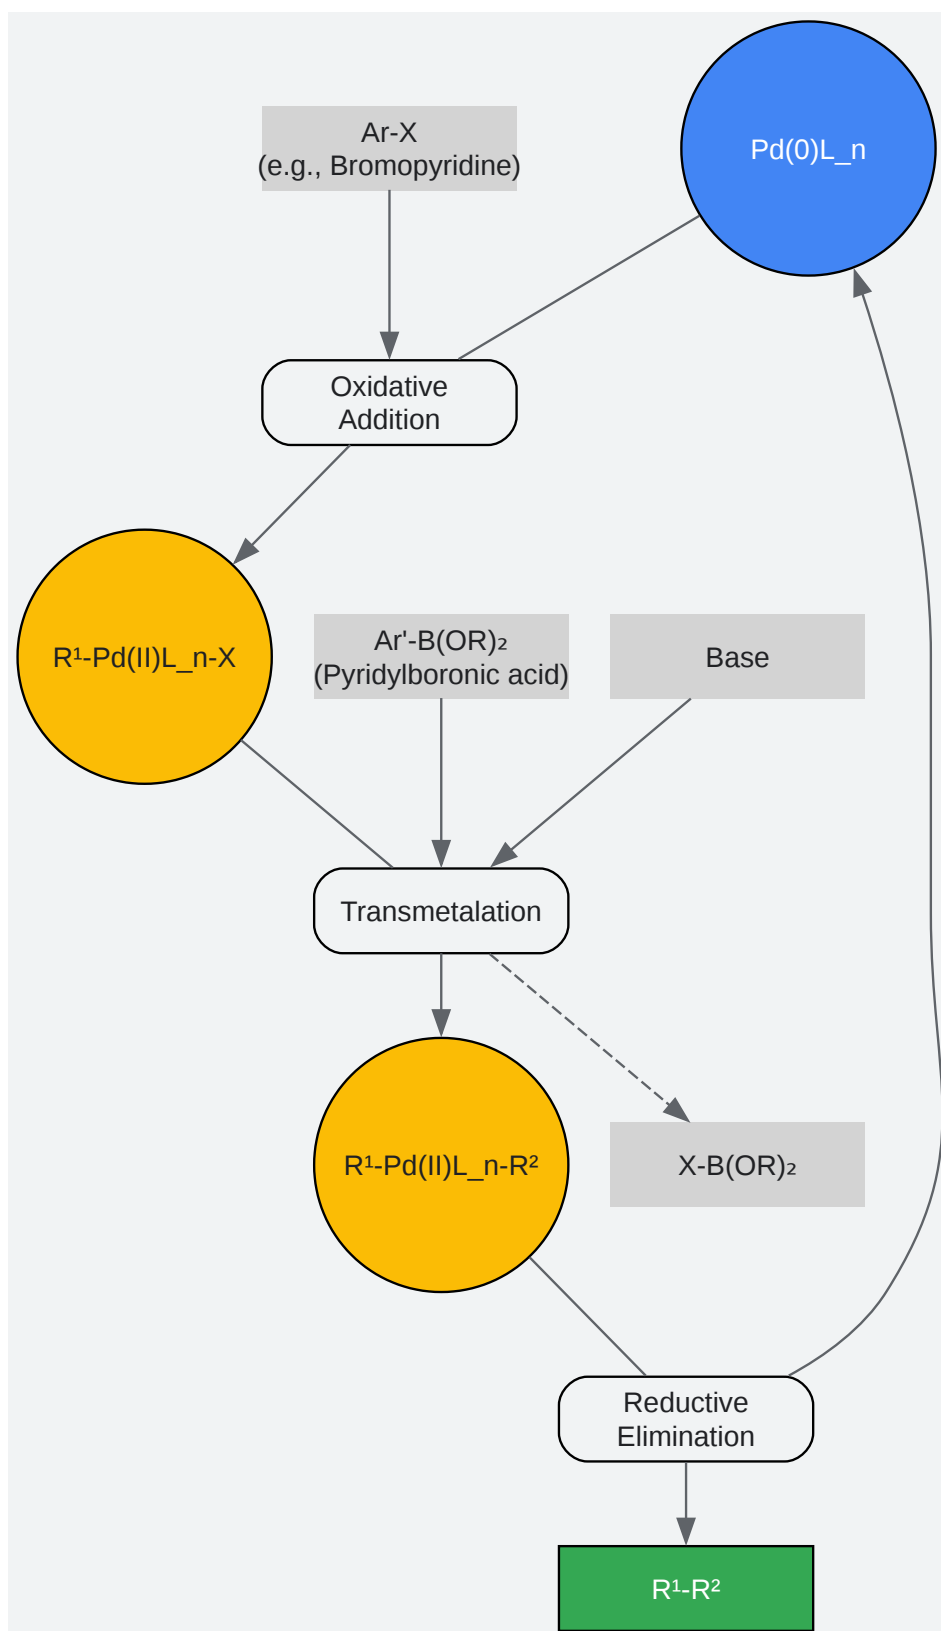 Ar-X
(e.g., Bromopyridine)
Pd(0)L_n
Oxidative
Addition
R¹-Pd(II)L_n-X
Ar'-B(OR)₂
(Pyridylboronic acid)
Base
Transmetalation
R¹-Pd(II)L_n-R²
X-B(OR)₂
Reductive
Elimination
R¹-R²